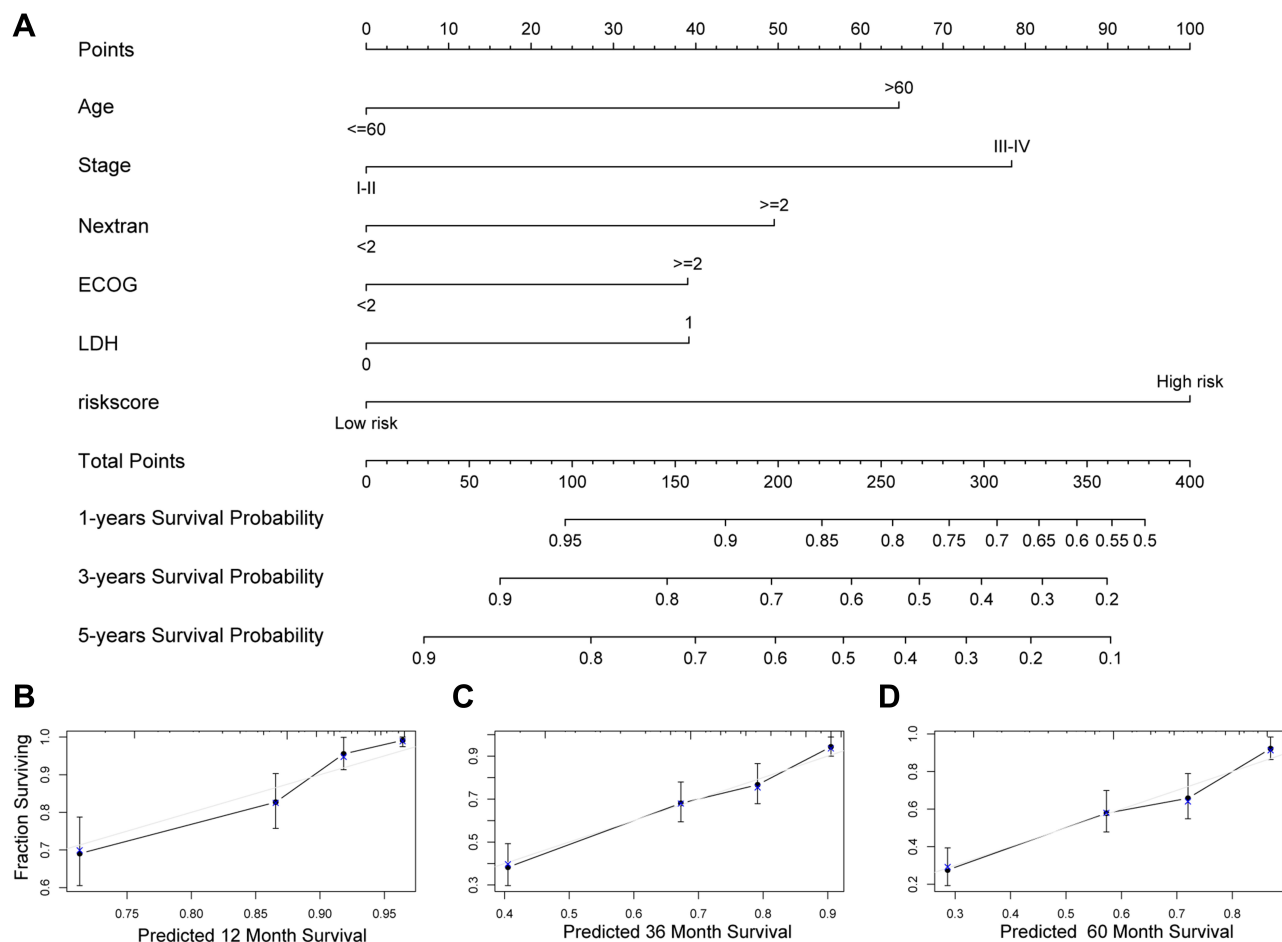 A
Points
0 10 20 30 40 50 60 70 80 90 100
Age
>60
<=60
Stage
III-IV
I-II
Nextran
>=2
<2
ECOG
>=2
<2
LDH
1
0
riskscore
High risk
Low risk
Total Points
0 50 100 150 200 250 300 350 400
1-years Survival Probability
0.95 0.9 0.85 0.8 0.75 0.7 0.65 0.6 0.55 0.5
3-years Survival Probability
0.9 0.8 0.7 0.6 0.5 0.4 0.3 0.2
5-years Survival Probability
0.9 0.8 0.7 0.6 0.5 0.4 0.3 0.2 0.1
B
Fraction Surviving
1.0
0.9
0.8
0.7
0.6
0.75 0.80 0.85 0.90 0.95
Predicted 12 Month Survival
C
0.9
0.7
0.5
0.3
0.4 0.5 0.6 0.7 0.8 0.9
Predicted 36 Month Survival
D
1.0
0.8
0.6
0.4
0.2
0.3 0.4 0.5 0.6 0.7 0.8
Predicted 60 Month Survival